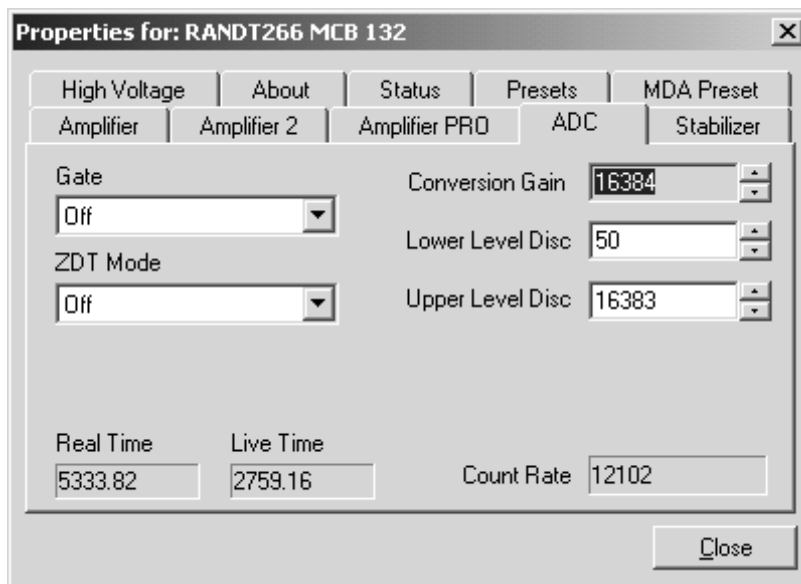 Properties for: RANDT266 MCB 132
High Voltage About Status Presets MDA Preset
Amplifier Amplifier 2 Amplifier PRO ADC Stabilizer
Gate
Off
ZDT Mode
Off
Conversion Gain 16384
Lower Level Disc 50
Upper Level Disc 16383
Real Time Live Time
5333.82 2759.16
Count Rate 12102
Close